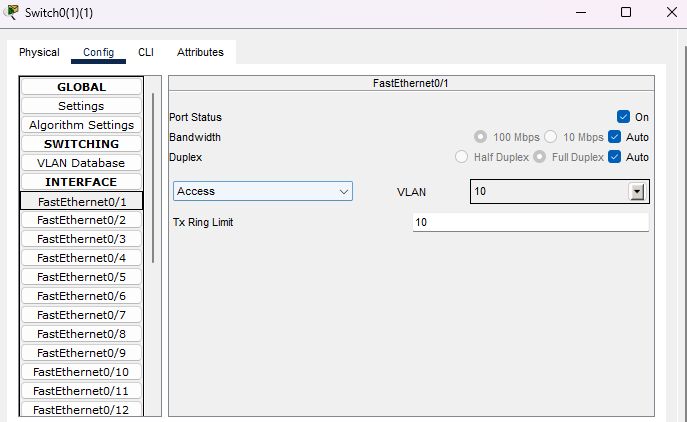 Switch0(1)(1)
Physical Config CLI Attributes
GLOBAL
Settings
Algorithm Settings
SWITCHING
VLAN Database
INTERFACE
FastEthernet0/1
FastEthernet0/2
FastEthernet0/3
FastEthernet0/4
FastEthernet0/5
FastEthernet0/6
FastEthernet0/7
FastEthernet0/8
FastEthernet0/9
FastEthernet0/10
FastEthernet0/11
FastEthernet0/12
FastEthernet0/1
Port Status On
Bandwidth 100 Mbps 10 Mbps Auto
Duplex Half Duplex Full Duplex Auto
Access VLAN 10
Tx Ring Limit 10